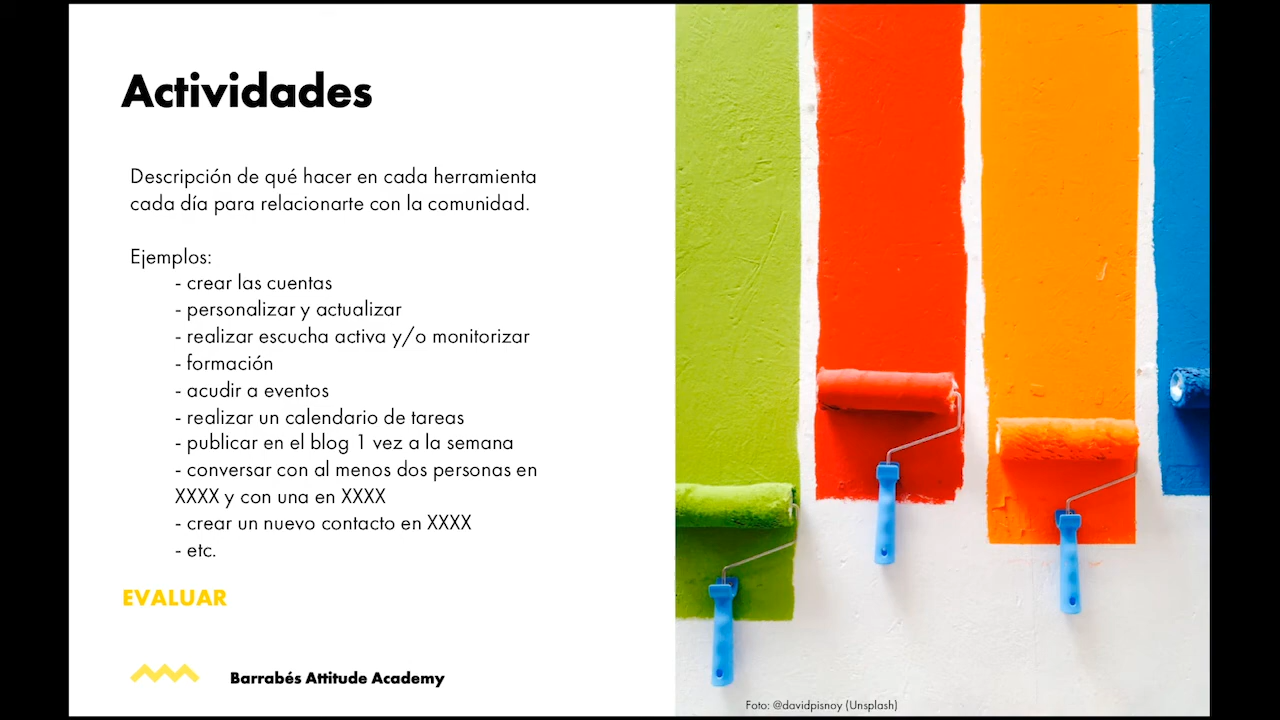 Actividades
Descripción de qué hacer en cada herramienta
cada día para relacionarte con la comunidad.
Ejemplos:
- crear las cuentas
- personalizar y actualizar
- realizar escucha activa y/o monitorizar
- formación
- acudir a eventos
- realizar un calendario de tareas
- publicar en el blog 1 vez a la semana
- conversar con al menos dos personas en
XXXX y con una en XXXX
- crear un nuevo contacto en XXXX
- etc.
EVALUAR
Barrabés Attitude Academy
Foto: @davidpisnoy (Unsplash)